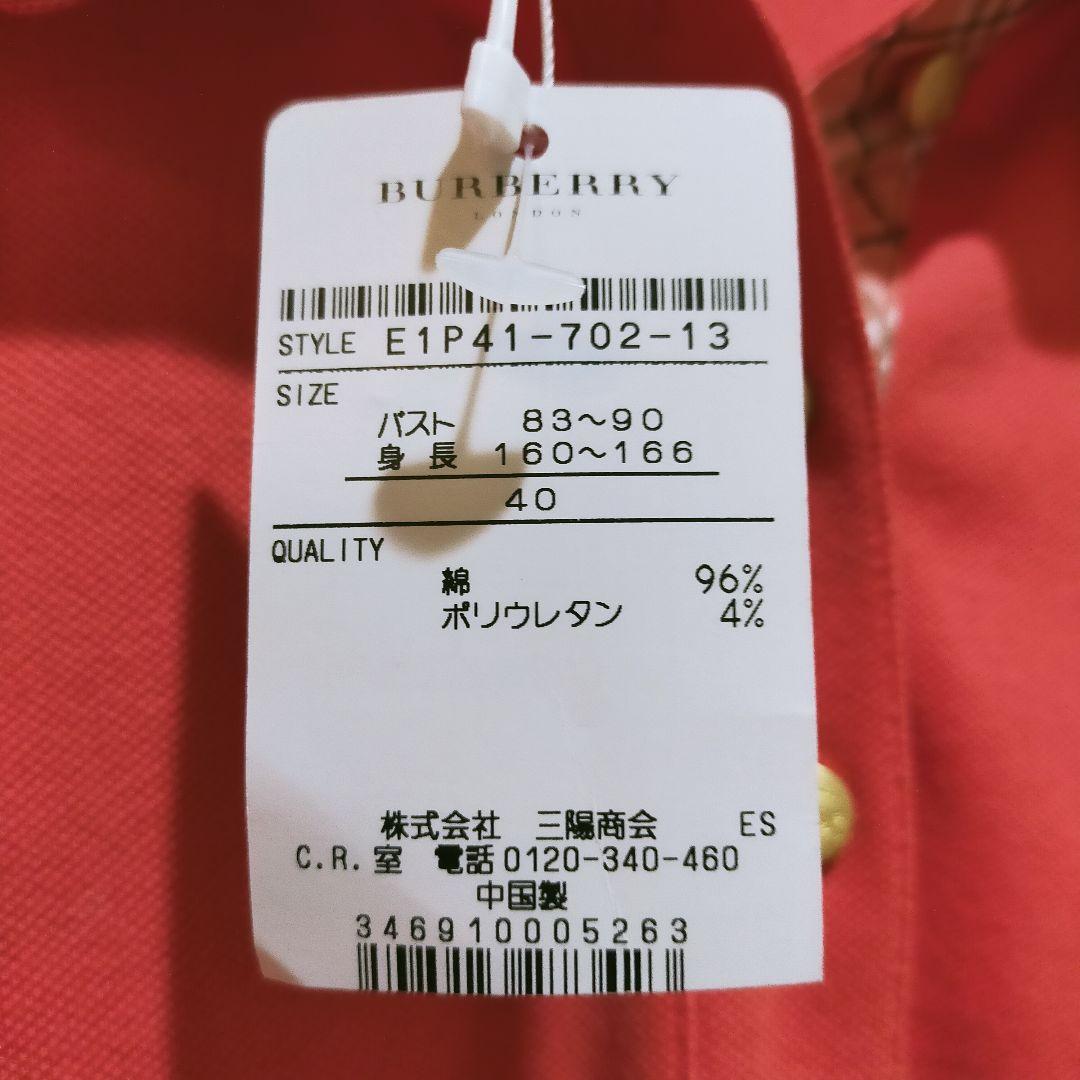 BURBERRY
LONDON
STYLE E1P41-702-13
SIZE
バスト 83〜90
身長 160〜166
40
QUALITY
綿 96%
ポリウレタン 4%
株式会社 三陽商会 ES
C.R.室 電話0120-340-460
中国製
3469100005263